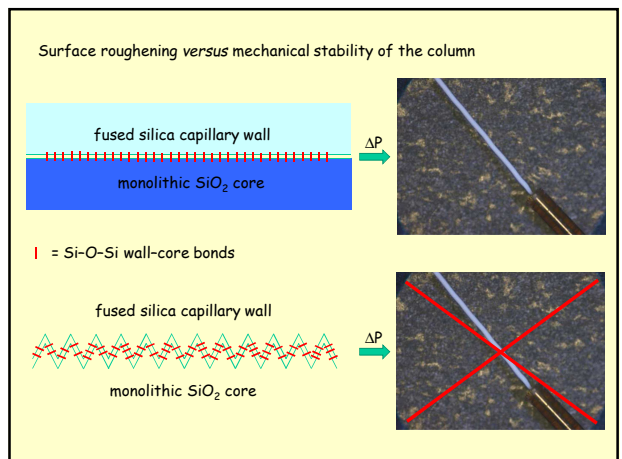 Surface roughening versus mechanical stability of the column
fused silica capillary wall
ΔP
monolithic SiO₂ core
= Si–O–Si wall–core bonds
fused silica capillary wall
ΔP
monolithic SiO₂ core